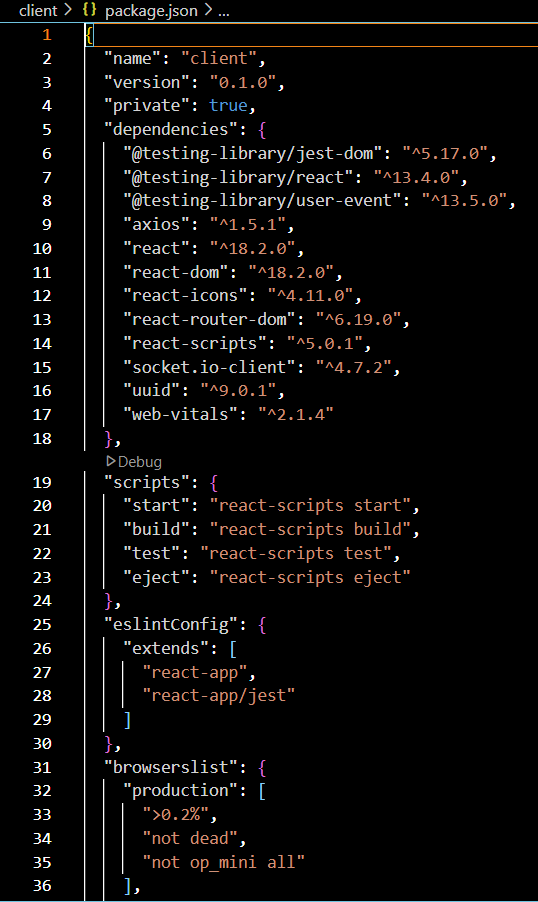 client > {} package.json > ...
1 {
2 "name": "client",
3 "version": "0.1.0",
4 "private": true,
5 "dependencies": {
6 "@testing-library/jest-dom": "^5.17.0",
7 "@testing-library/react": "^13.4.0",
8 "@testing-library/user-event": "^13.5.0",
9 "axios": "^1.5.1",
10 "react": "^18.2.0",
11 "react-dom": "^18.2.0",
12 "react-icons": "^4.11.0",
13 "react-router-dom": "^6.19.0",
14 "react-scripts": "^5.0.1",
15 "socket.io-client": "^4.7.2",
16 "uuid": "^9.0.1",
17 "web-vitals": "^2.1.4"
18 },
Debug
19 "scripts": {
20 "start": "react-scripts start",
21 "build": "react-scripts build",
22 "test": "react-scripts test",
23 "eject": "react-scripts eject"
24 },
25 "eslintConfig": {
26 "extends": [
27 "react-app",
28 "react-app/jest"
29 ]
30 },
31 "browserslist": {
32 "production": [
33 ">0.2%",
34 "not dead",
35 "not op_mini all"
36 ],